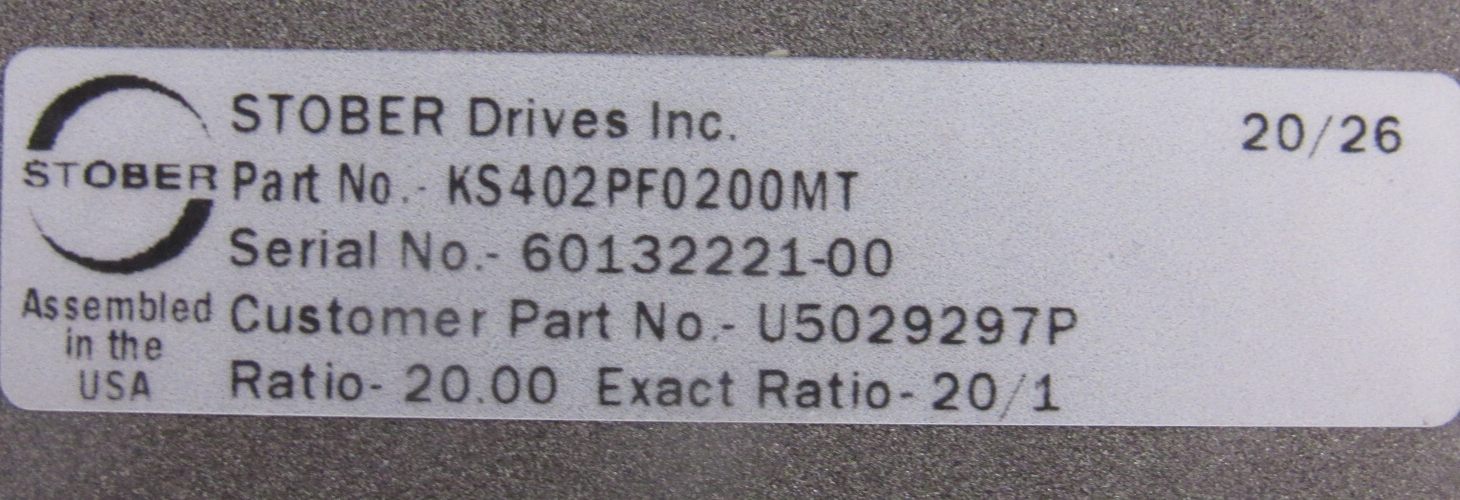 STOBER Drives Inc. 20/26
STOBER
Part No.- KS402PF0200MT
Serial No.- 60132221-00
Customer Part No.- U5029297P
Ratio- 20.00 Exact Ratio- 20/1
Assembled
in the
USA